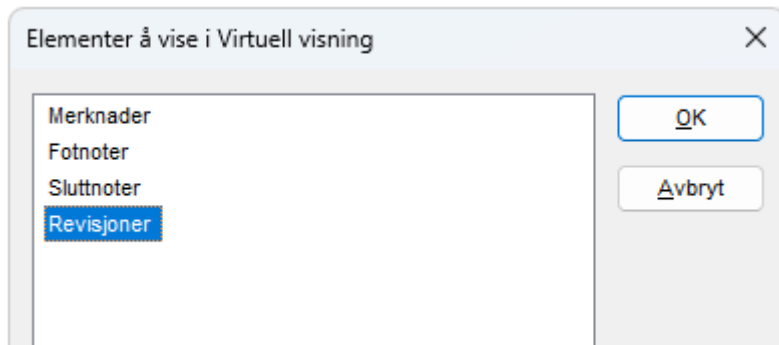 Elementer å vise i Virtuell visning
Merknader
Fotnoter
Sluttnoter
Revisjoner
OK
Avbryt